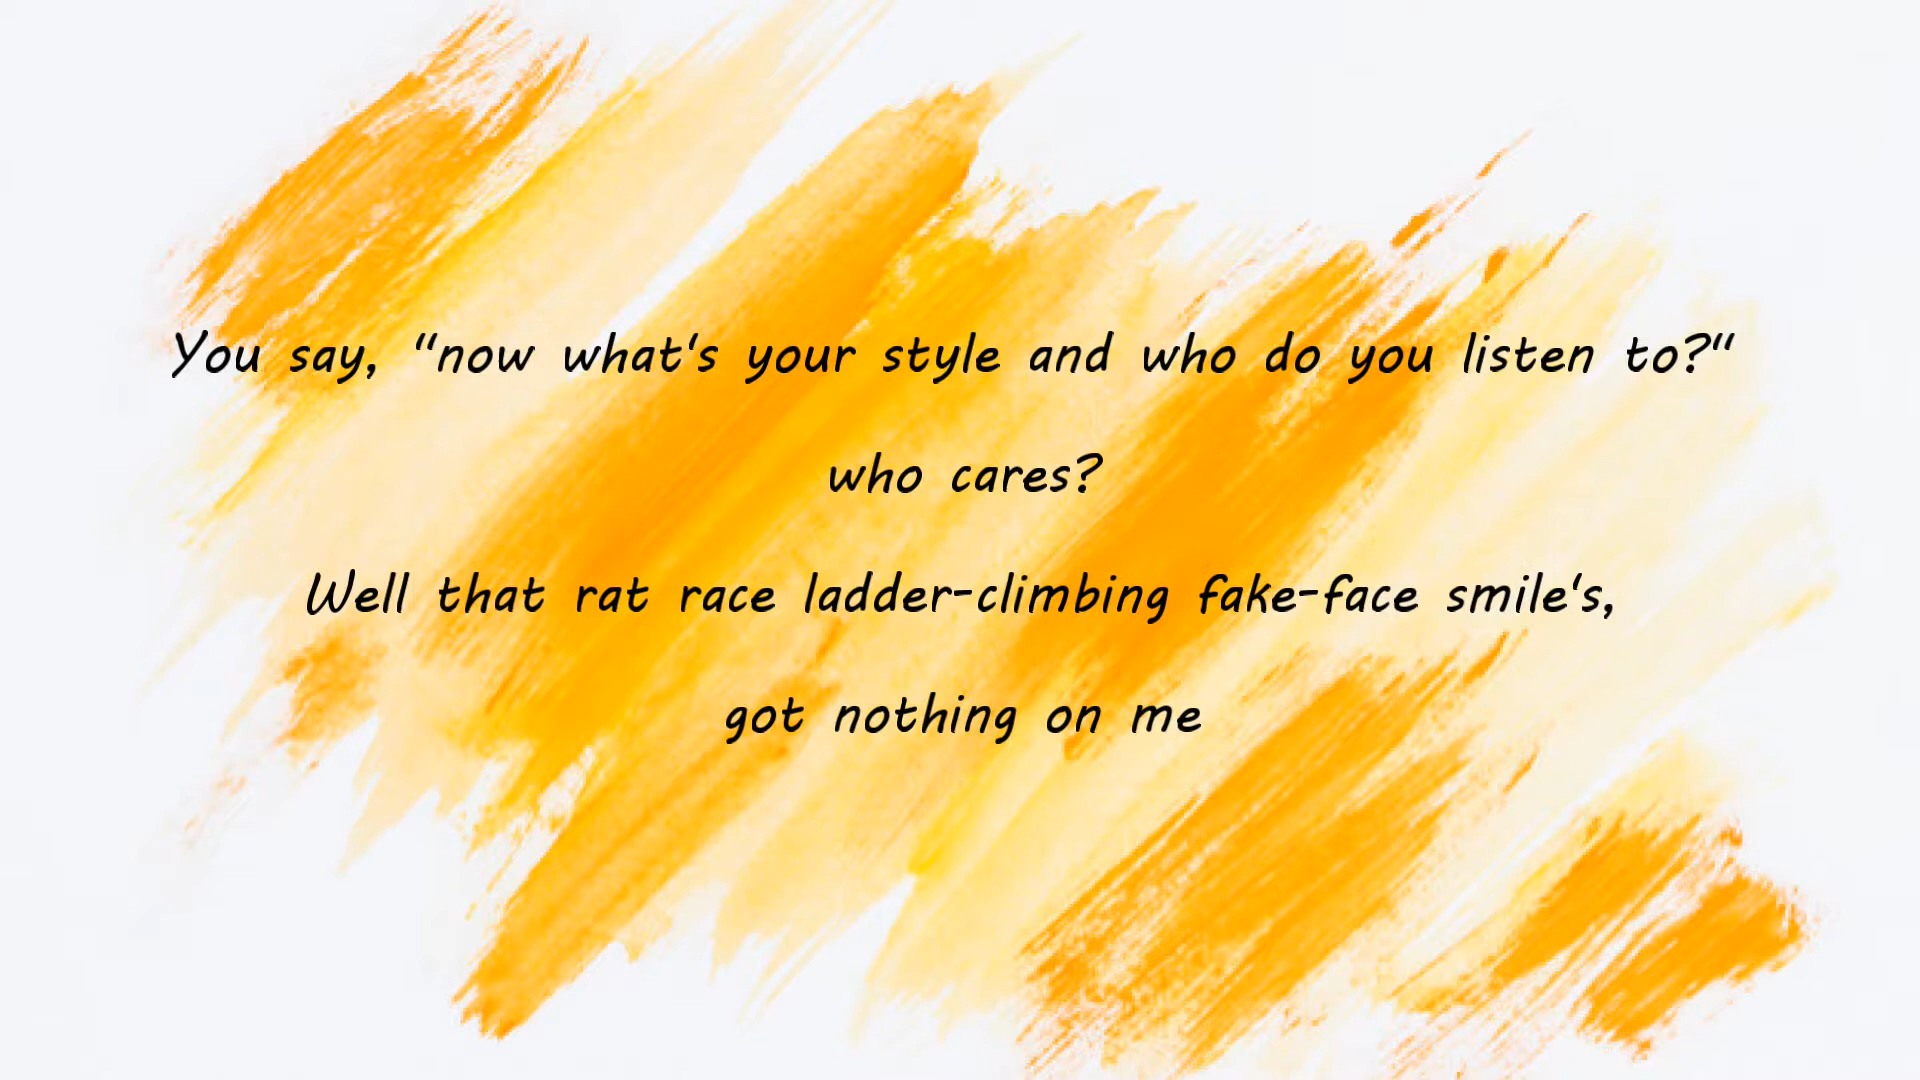 You say, “now what's your style and who do you listen to?“
who cares?
Well that rat race ladder-climbing fake-face smile's,
got nothing on me